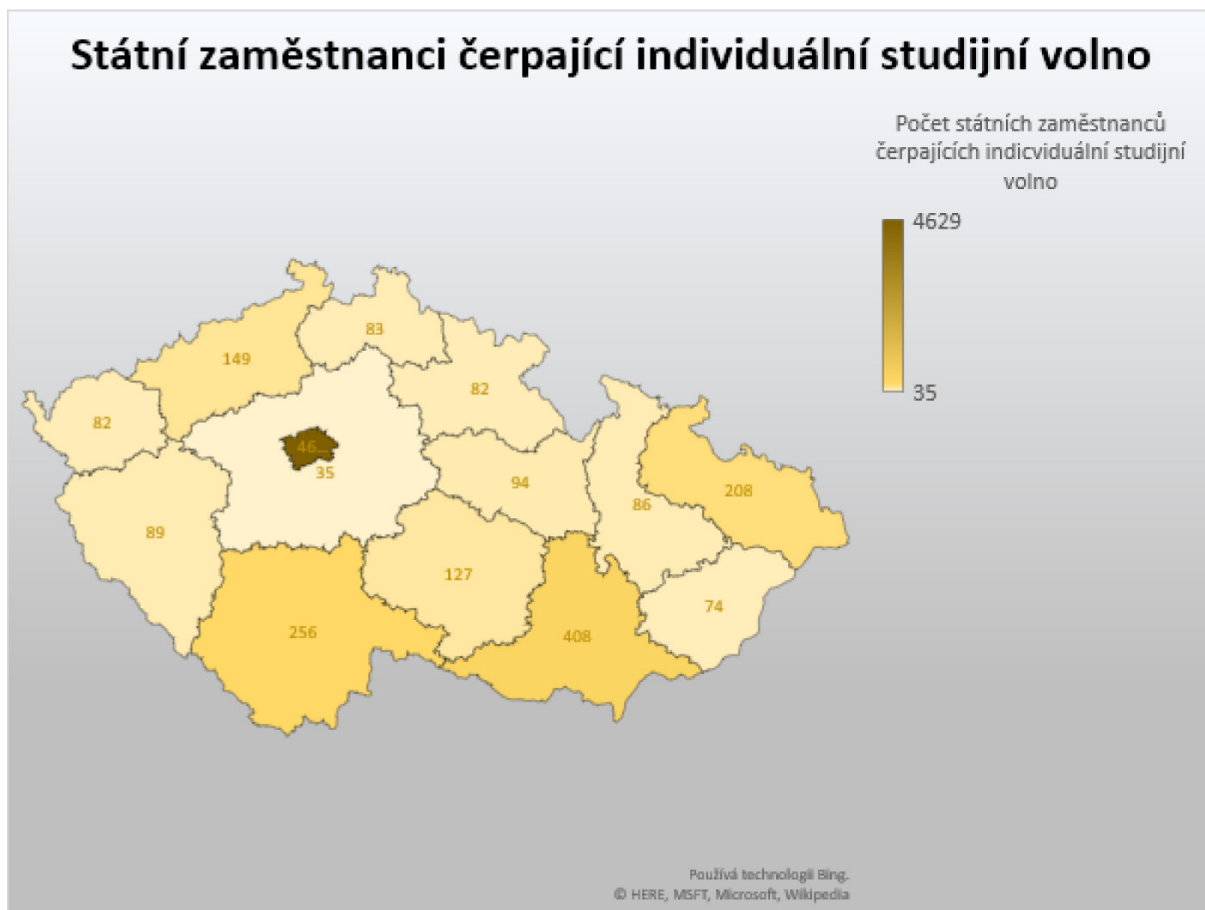 Státní zaměstnanci čerpající individuální studijní volno
Počet státních zaměstnanců
čerpajících indicviduální studijní
volno
4629
35
83
149
82
82
46...
35
94
208
86
89
127
74
256
408
Používá technologii Bing.
© HERE, MSFT, Microsoft, Wikipedia